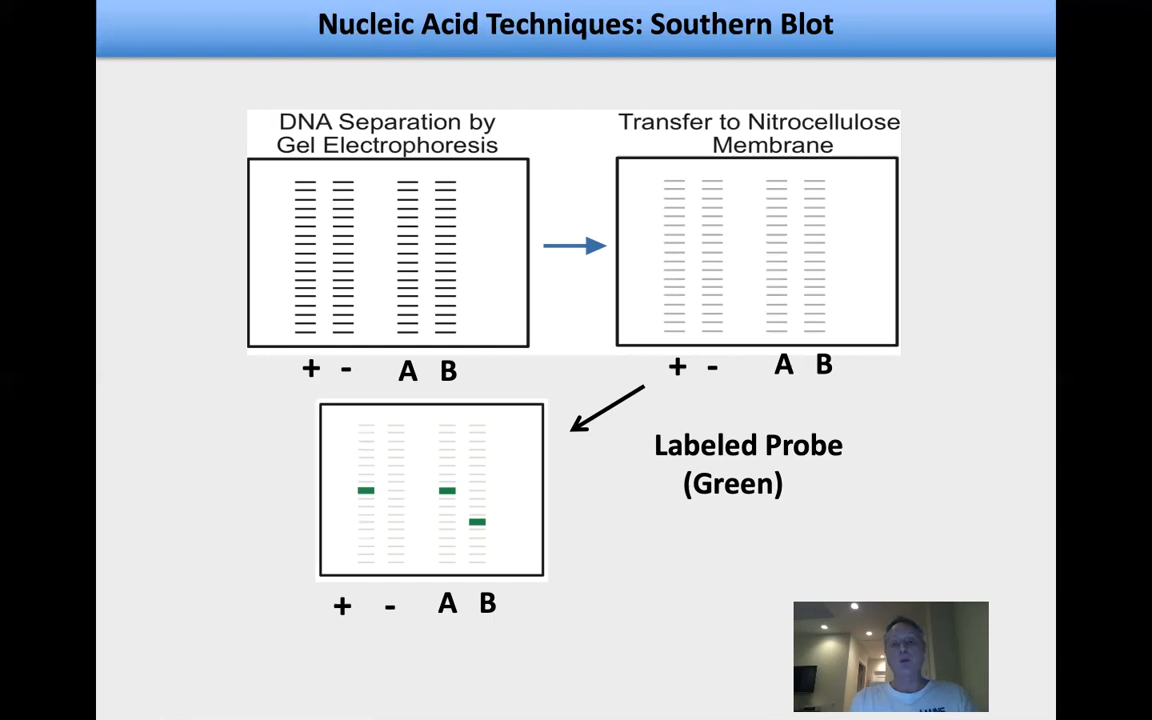 Nucleic Acid Techniques: Southern Blot
DNA Separation by
Gel Electrophoresis
Transfer to Nitrocellulose
Membrane
+ - A B
+ - A B
Labeled Probe
(Green)
+ - A B